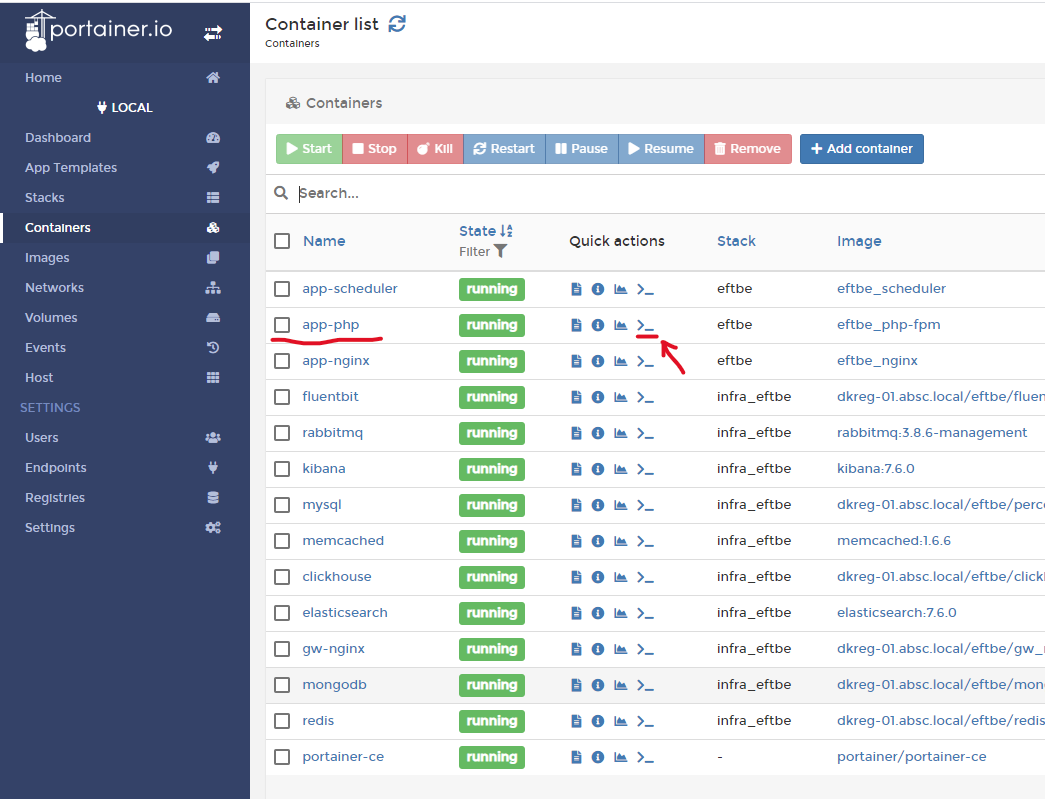 portainer.io
Home
LOCAL
Dashboard
App Templates
Stacks
Containers
Images
Networks
Volumes
Events
Host
SETTINGS
Users
Endpoints
Registries
Settings
Container list
Containers
Containers
Start Stop Kill Restart Pause Resume Remove Add container
Search...
Name State Filter Quick actions Stack Image
app-scheduler running eftbe eftbe_scheduler
app-php running eftbe eftbe_php-fpm
app-nginx running eftbe eftbe_nginx
fluentbit running infra_eftbe dkreg-01.absc.local/eftbe/fluen
rabbitmq running infra_eftbe rabbitmq:3.8.6-management
kibana running infra_eftbe kibana:7.6.0
mysql running infra_eftbe dkreg-01.absc.local/eftbe/perc
memcached running infra_eftbe memcached:1.6.6
clickhouse running infra_eftbe dkreg-01.absc.local/eftbe/click
elasticsearch running infra_eftbe elasticsearch:7.6.0
gw-nginx running infra_eftbe dkreg-01.absc.local/eftbe/gw_
mongodb running infra_eftbe dkreg-01.absc.local/eftbe/mon
redis running infra_eftbe dkreg-01.absc.local/eftbe/redis
portainer-ce running - portainer/portainer-ce